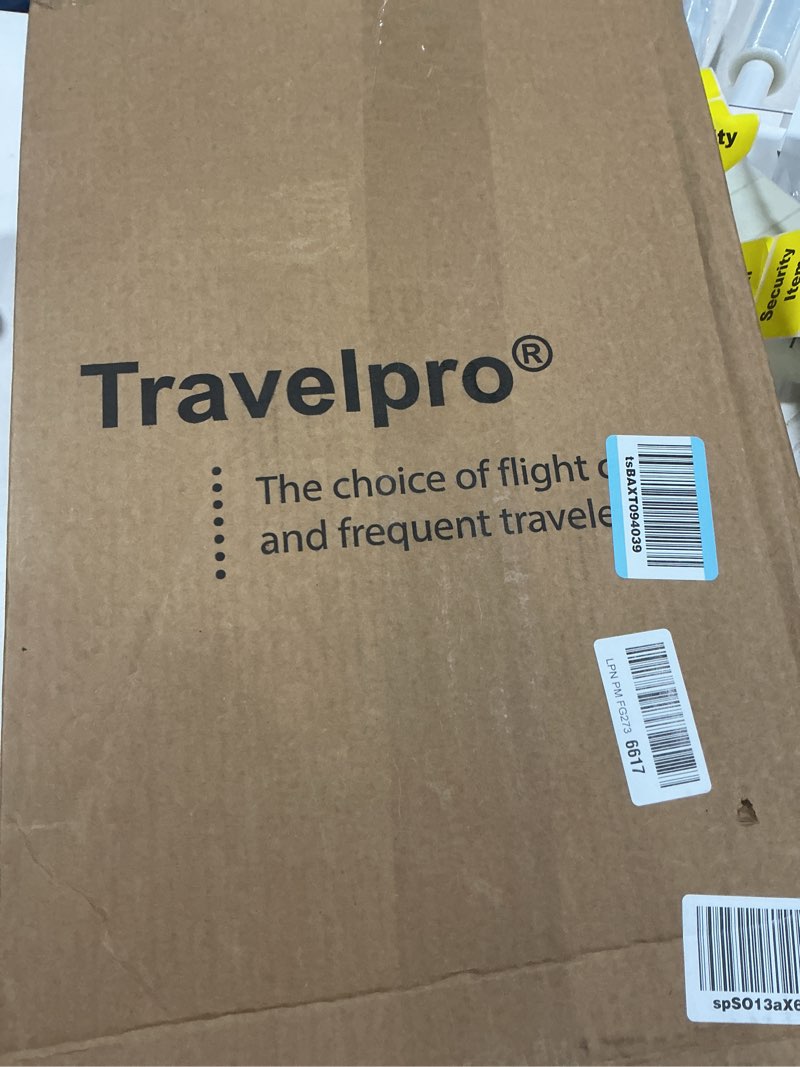 ty
Security
Item
Travelpro®
The choice of flight
and frequent travele
tsBAXT094039
LPN PM FG273 6617
spSO13aX6